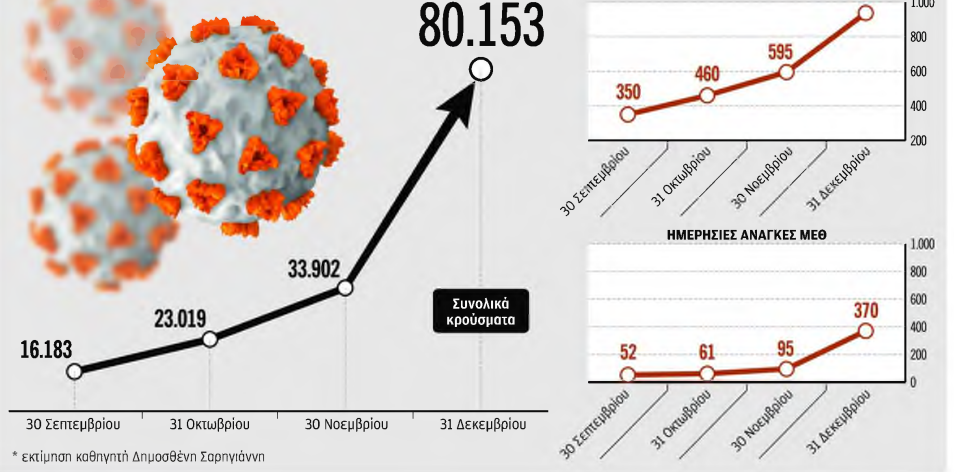 80.153
33.902
23.019
16.183
Συνολικά
κρούσματα
30 Σεπτεμβρίου
31 Οκτωβρίου
30 Νοεμβρίου
31 Δεκεμβρίου
* εκτίμηση καθηγητή Δημοσθένη Σαρηγιάννη
1.000
800
600
400
200
350
460
595
30 Σεπτεμβρίου
31 Οκτωβρίου
30 Νοεμβρίου
31 Δεκεμβρίου
ΗΜΕΡΗΣΙΕΣ ΑΝΑΓΚΕΣ ΜΕΘ
1.000
800
600
400
200
0
52
61
95
370
30 Σεπτεμβρίου
31 Οκτωβρίου
30 Νοεμβρίου
31 Δεκεμβρίου